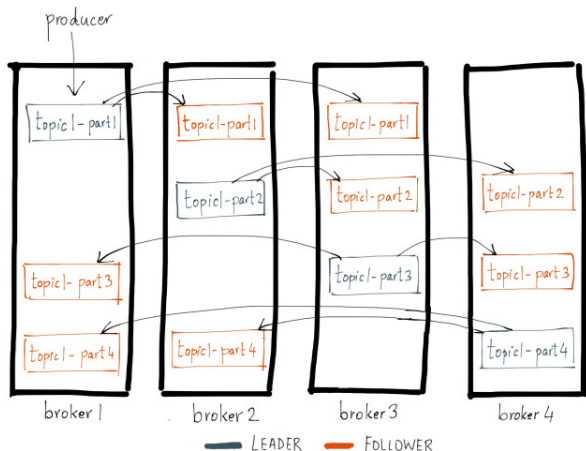 producer
topic1-part1 topic1-part1 topic1-part1
topic1-part2 topic1-part2 topic1-part2
topic1-part3 topic1-part3 topic1-part3
topic1-part4 topic1-part4 topic1-part4
broker 1 broker 2 broker 3 broker 4
LEADER FOLLOWER